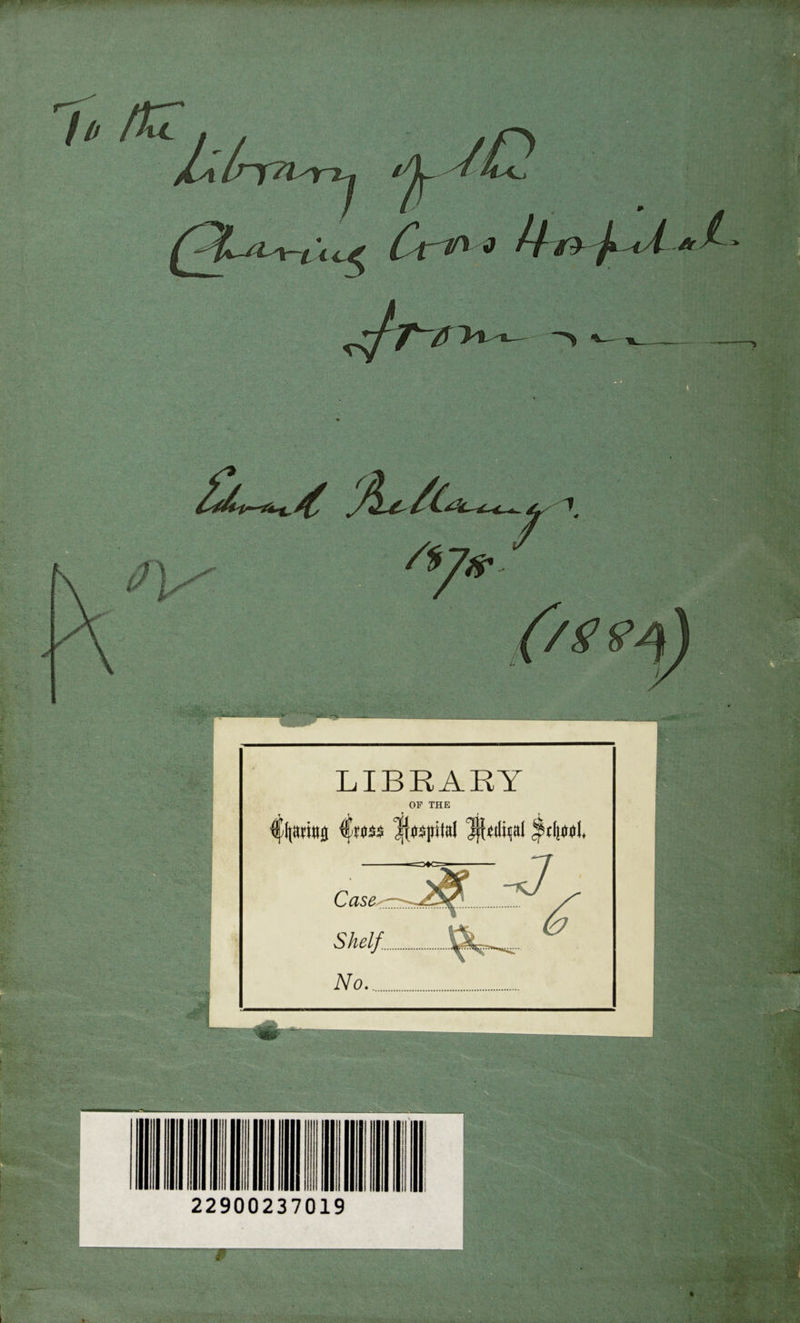 To the
Library of the
Charing Cross Hospital
from
Edward Bellamy.
1878.
(1884)
LIBRARY
OF THE
Charing Cross Hospital Medical School.
Case J
6
Shelf
No.
22900237019